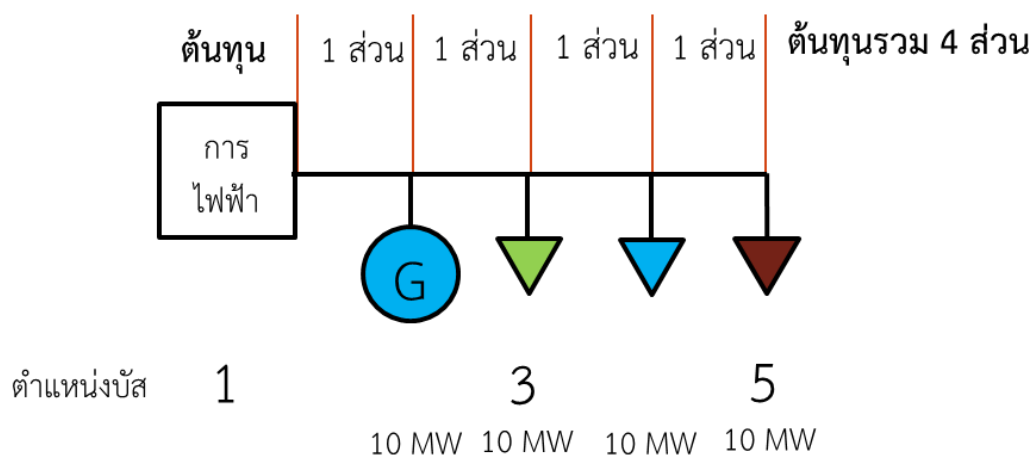 ต้นทุน 1 ส่วน 1 ส่วน 1 ส่วน 1 ส่วน ต้นทุนรวม 4 ส่วน
การ
ไฟฟ้า
G
ตำแหน่งบัส 1 3 5
10 MW 10 MW 10 MW 10 MW